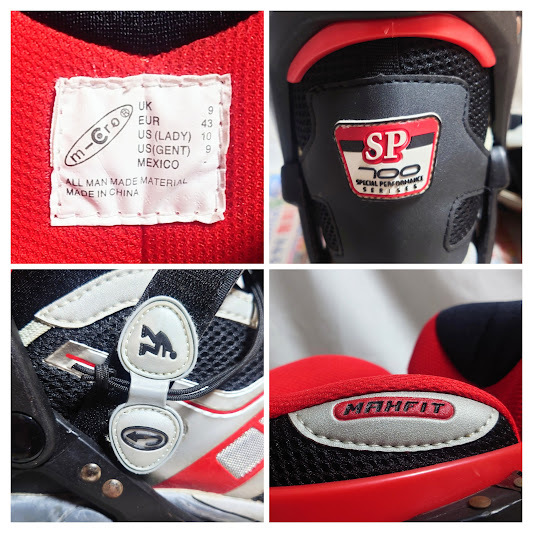 m-cro®
UK 9
EUR 43
US (LADY) 10
US(GENT) 9
MEXICO -
ALL MAN MADE MATERIAL
MADE IN CHINA
SP
700
SPECIAL PERFORMANCE
SERIES
MAHFIT